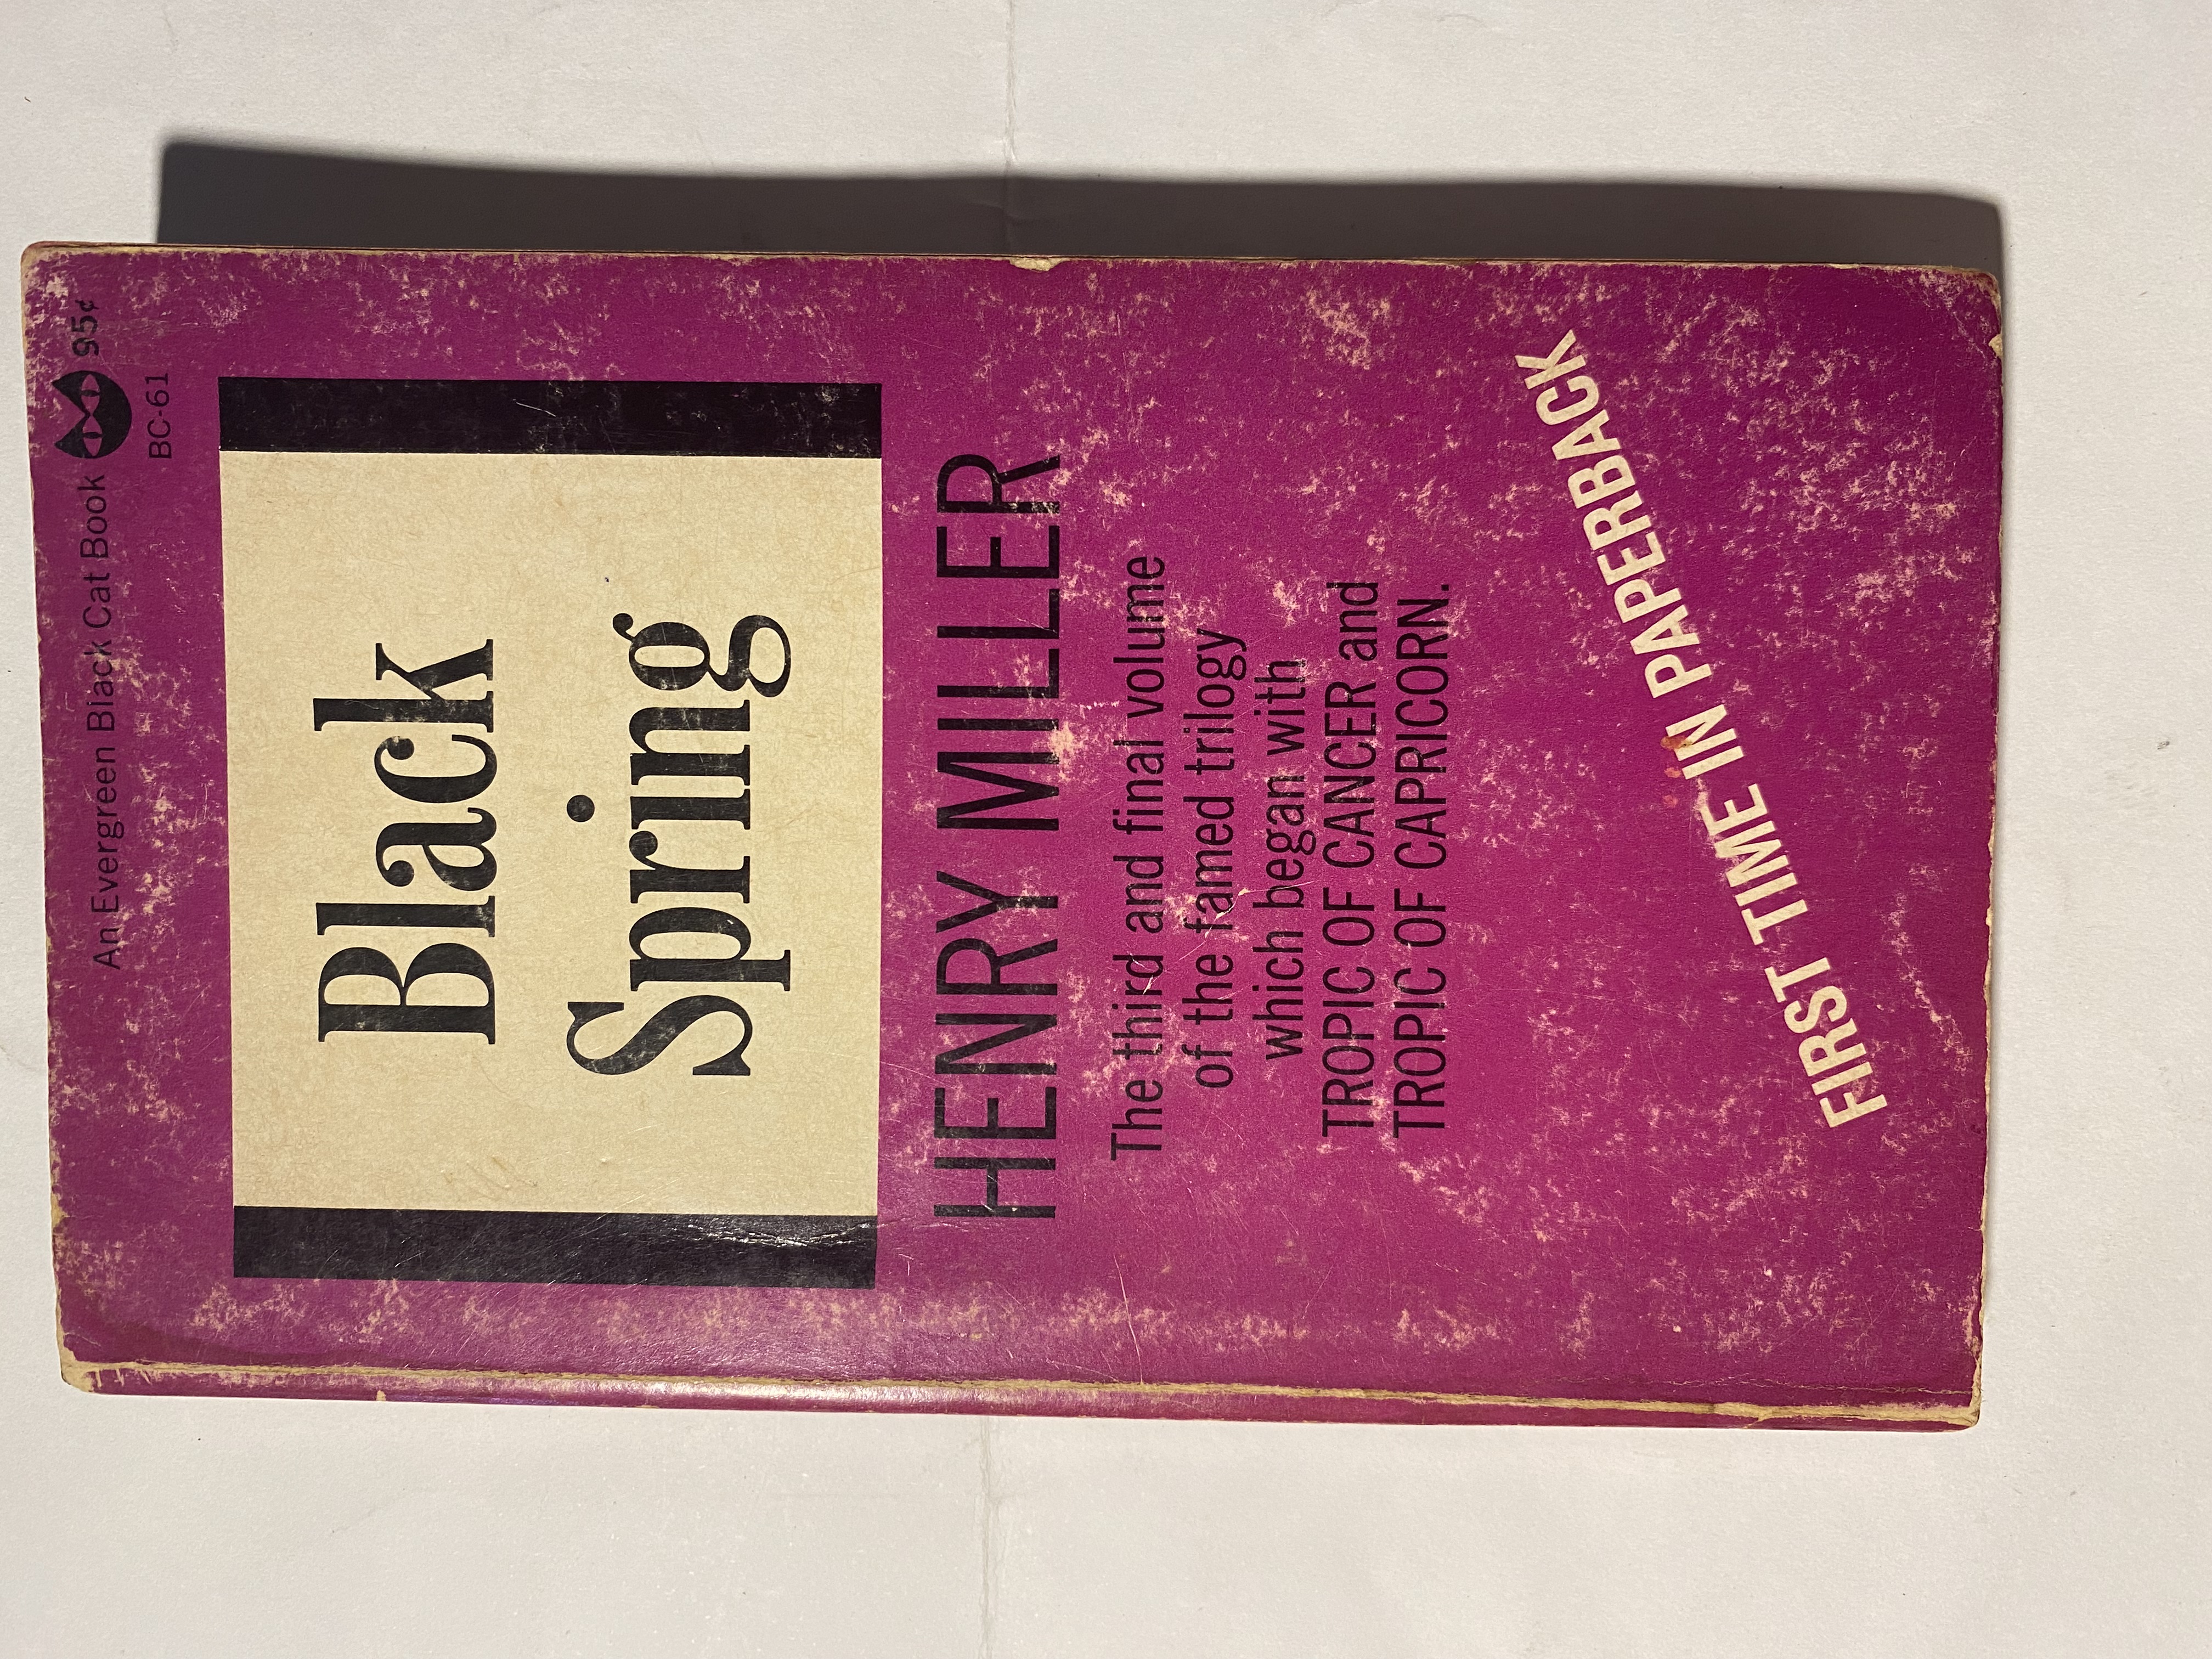 An Evergreen Black Cat Book 95¢
BC-61
Black
Spring
HENRY MILLER
The third and final volume
of the famed trilogy
which began with
TROPIC OF CANCER and
TROPIC OF CAPRICORN.
FIRST TIME IN PAPERBACK